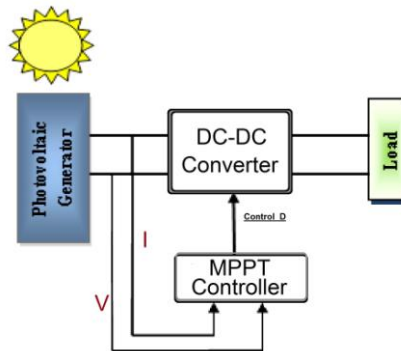 Photovoltaic
Generator
DC-DC
Converter
Load
Control_D
I
MPPT
Controller
V